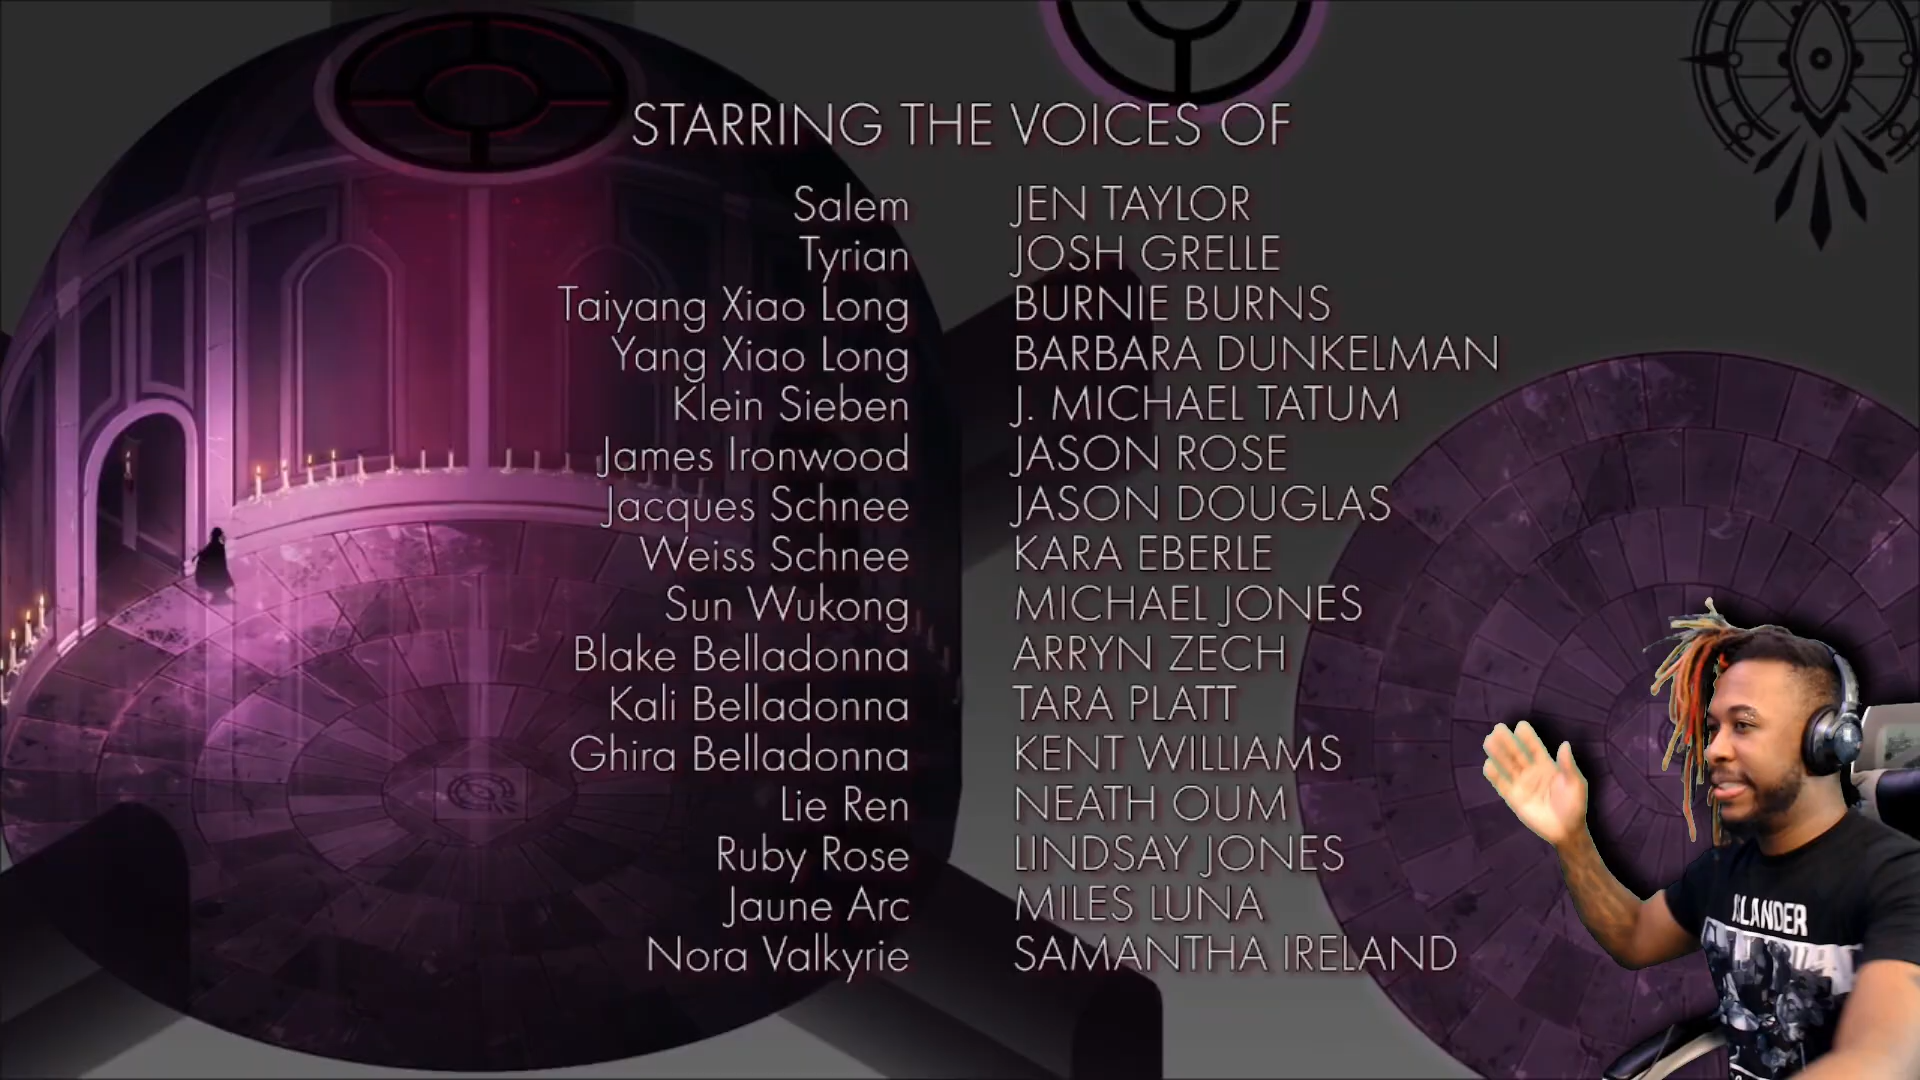 STARRING THE VOICES OF
Salem JEN TAYLOR
Tyrian JOSH GRELLE
Taiyang Xiao Long BURNIE BURNS
Yang Xiao Long BARBARA DUNKELMAN
Klein Sieben J. MICHAEL TATUM
James Ironwood JASON ROSE
Jacques Schnee JASON DOUGLAS
Weiss Schnee KARA EBERLE
Sun Wukong MICHAEL JONES
Blake Belladonna ARRYN ZECH
Kali Belladonna TARA PLATT
Ghira Belladonna KENT WILLIAMS
Lie Ren NEATH OUM
Ruby Rose LINDSAY JONES
Jaune Arc MILES LUNA
Nora Valkyrie SAMANTHA IRELAND